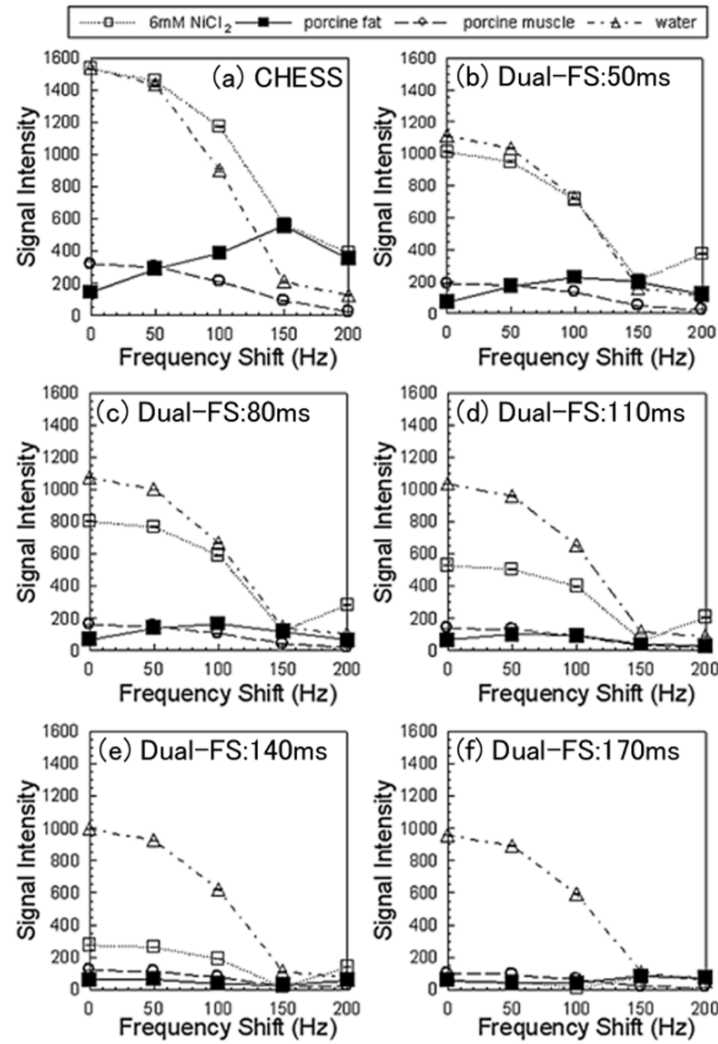 6mM NiCl₂ porcine fat porcine muscle water
(a) CHESS
1600
1400
1200
1000
800
600
400
200
0
Signal Intensity
0 50 100 150 200
Frequency Shift (Hz)
(b) Dual-FS:50ms
1600
1400
1200
1000
800
600
400
200
0
Signal Intensity
0 50 100 150 200
Frequency Shift (Hz)
(c) Dual-FS:80ms
1600
1400
1200
1000
800
600
400
200
0
Signal Intensity
0 50 100 150 200
Frequency Shift (Hz)
(d) Dual-FS:110ms
1600
1400
1200
1000
800
600
400
200
0
Signal Intensity
0 50 100 150 200
Frequency Shift (Hz)
(e) Dual-FS:140ms
1600
1400
1200
1000
800
600
400
200
0
Signal Intensity
0 50 100 150 200
Frequency Shift (Hz)
(f) Dual-FS:170ms
1600
1400
1200
1000
800
600
400
200
0
Signal Intensity
0 50 100 150 200
Frequency Shift (Hz)